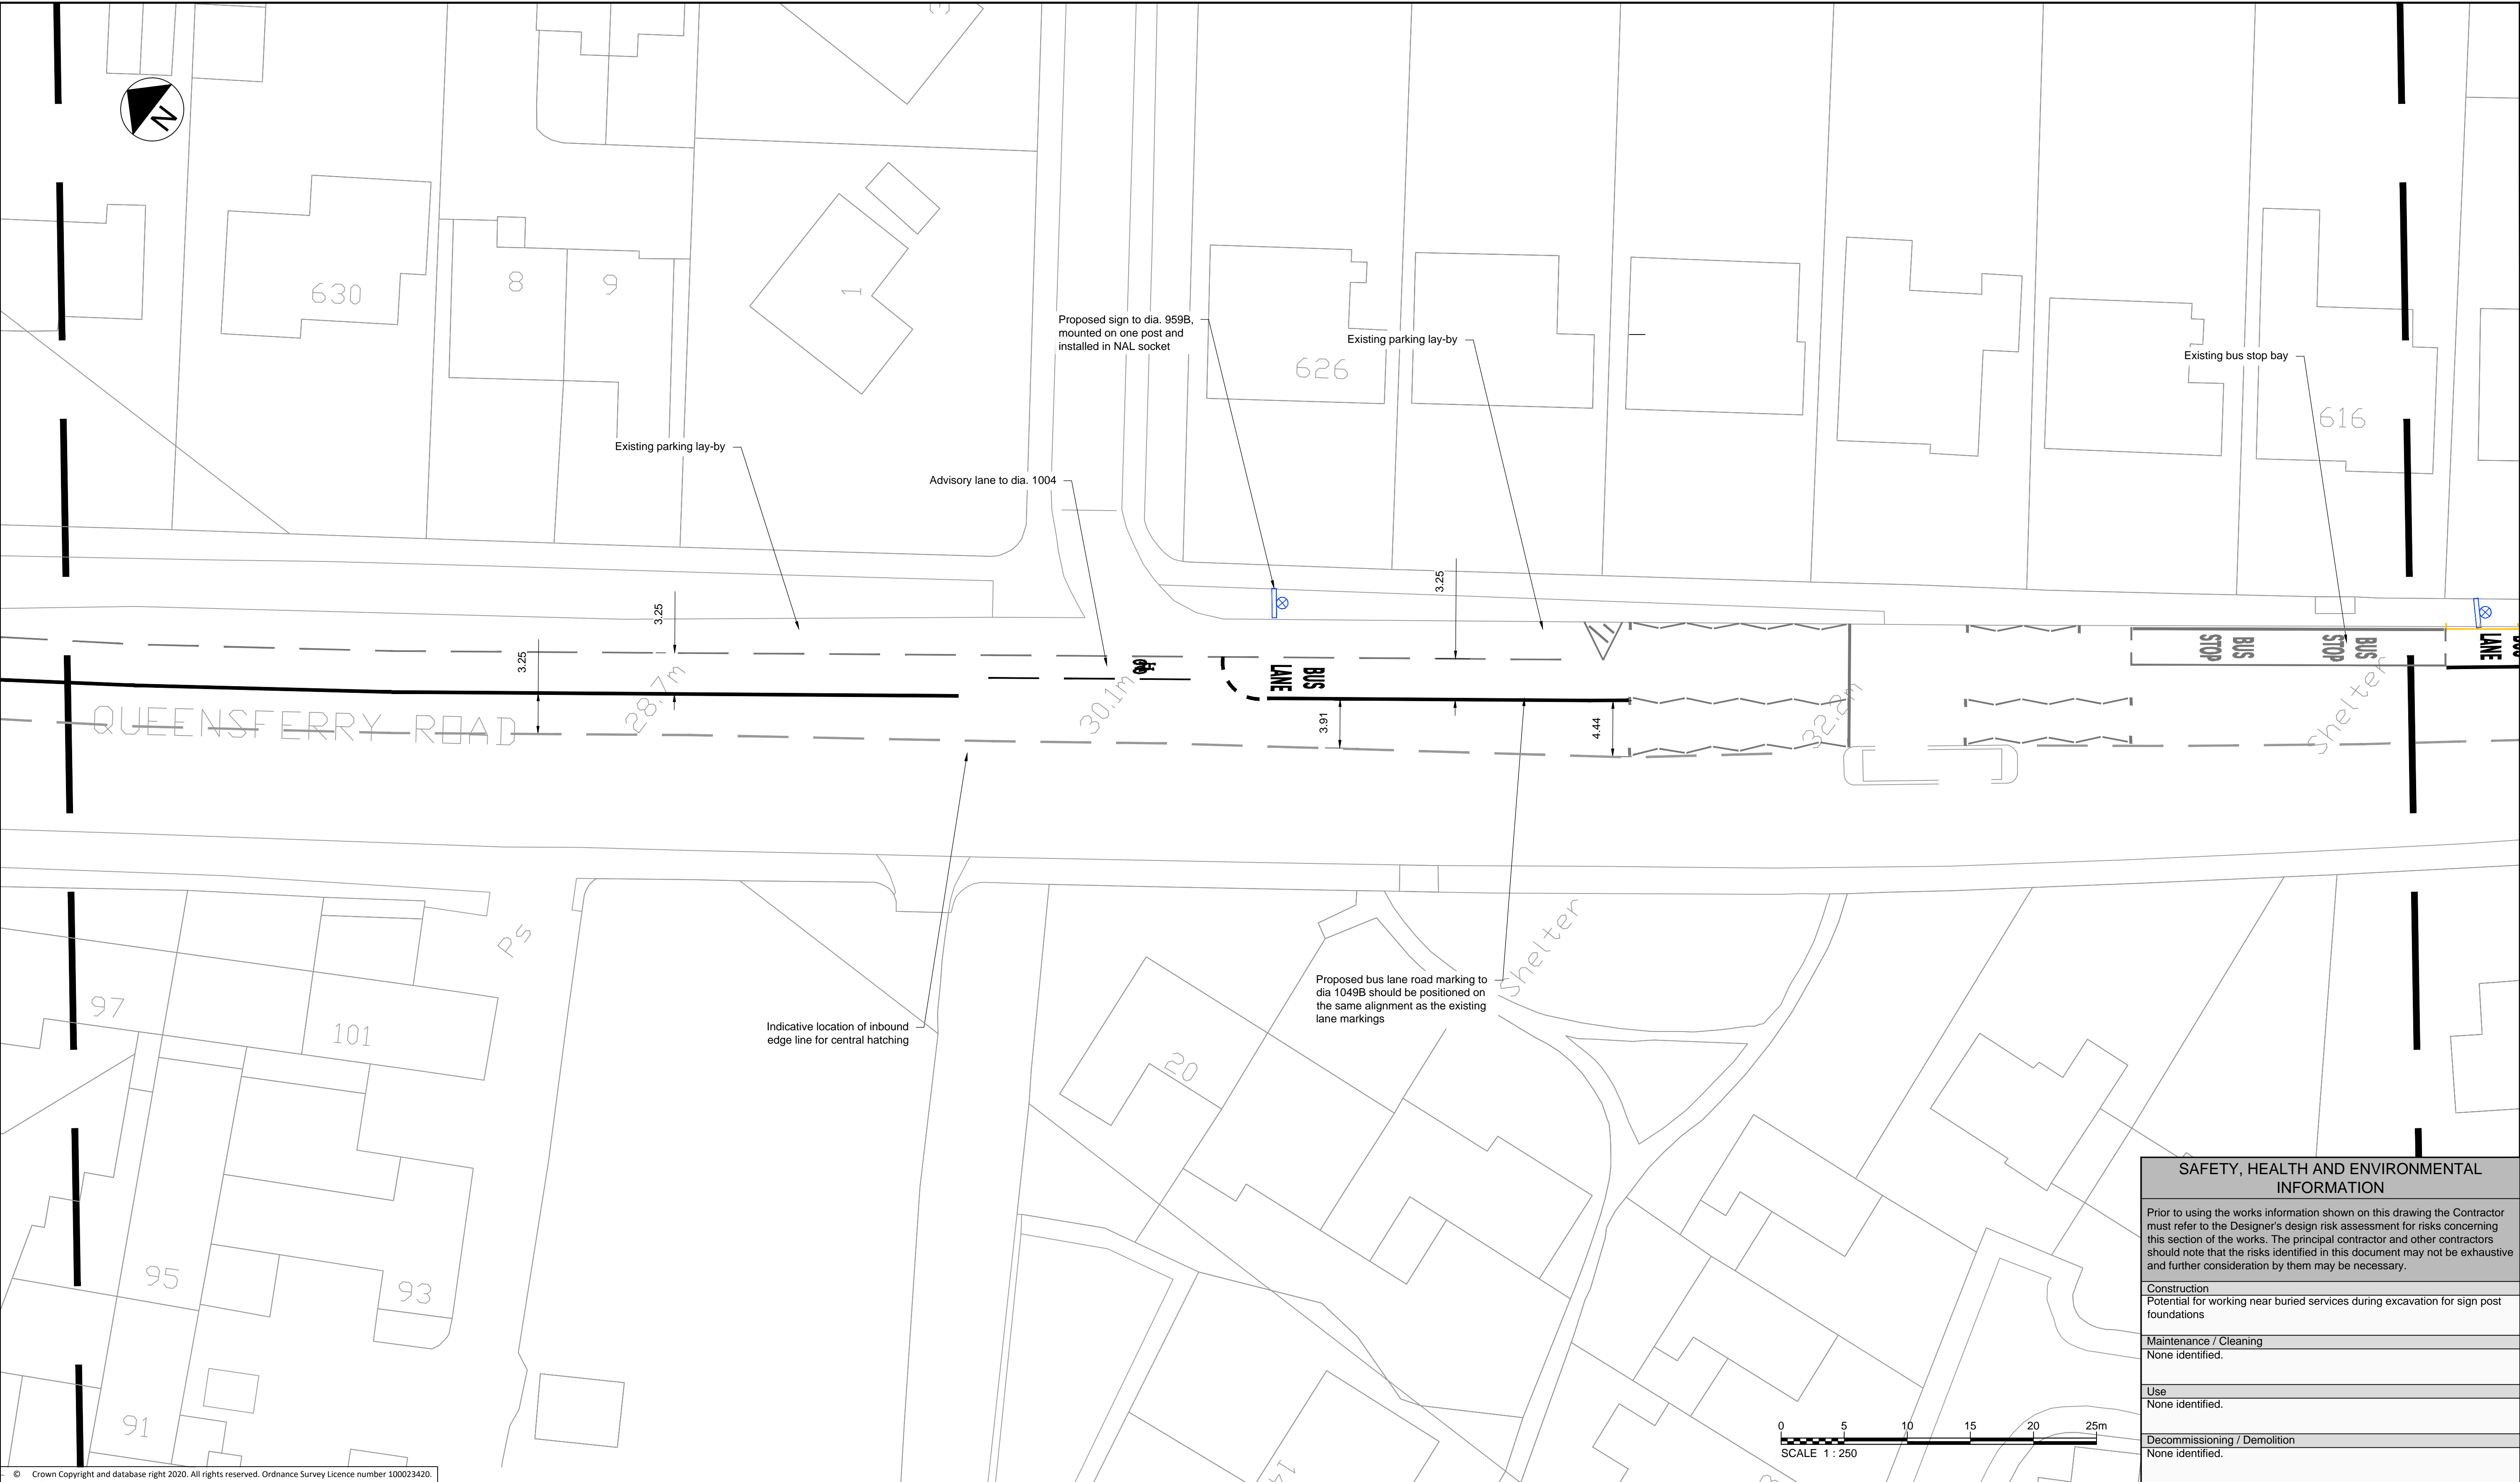 N
630
8
9
1
Proposed sign to dia. 959B,
mounted on one post and
installed in NAL socket
Existing parking lay-by
626
Existing bus stop bay
616
Existing parking lay-by
Advisory lane to dia. 1004
3.25
3.25
3.25
28.7m
30.1m
BUS
LANE
3.91
4.44
32.2m
BUS
STOP
BUS
STOP
Shelter
LANE
QUEENSFERRY ROAD
Ps
97
101
95
93
91
Indicative location of inbound
edge line for central hatching
Shelter
Proposed bus lane road marking to
dia 1049B should be positioned on
the same alignment as the existing
lane markings
20
SAFETY, HEALTH AND ENVIRONMENTAL
INFORMATION
Prior to using the works information shown on this drawing the Contractor
must refer to the Designer's design risk assessment for risks concerning
this section of the works. The principal contractor and other contractors
should note that the risks identified in this document may not be exhaustive
and further consideration by them may be necessary.
Construction
Potential for working near buried services during excavation for sign post
foundations
Maintenance / Cleaning
None identified.
Use
None identified.
Decommissioning / Demolition
None identified.
0 5 10 15 20 25m
SCALE 1 : 250
© Crown Copyright and database right 2020. All rights reserved. Ordnance Survey Licence number 100023420.